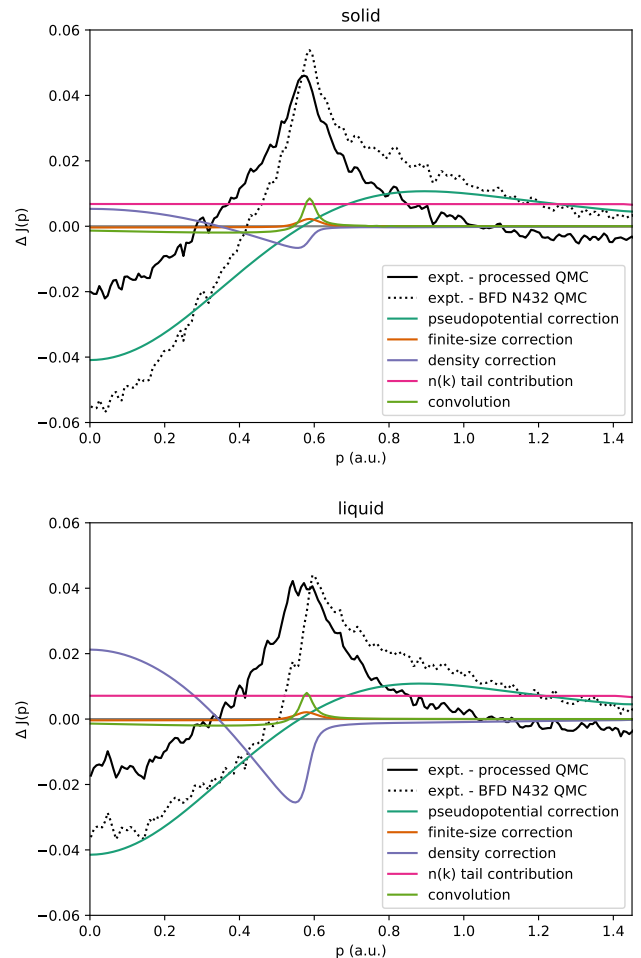 solid
0.06
0.04
0.02
0.00
−0.02
−0.04
−0.06
Δ J(p)
expt. - processed QMC
expt. - BFD N432 QMC
pseudopotential correction
finite-size correction
density correction
n(k) tail contribution
convolution
0.0 0.2 0.4 0.6 0.8 1.0 1.2 1.4
p (a.u.)
liquid
0.06
0.04
0.02
0.00
−0.02
−0.04
−0.06
Δ J(p)
expt. - processed QMC
expt. - BFD N432 QMC
pseudopotential correction
finite-size correction
density correction
n(k) tail contribution
convolution
0.0 0.2 0.4 0.6 0.8 1.0 1.2 1.4
p (a.u.)